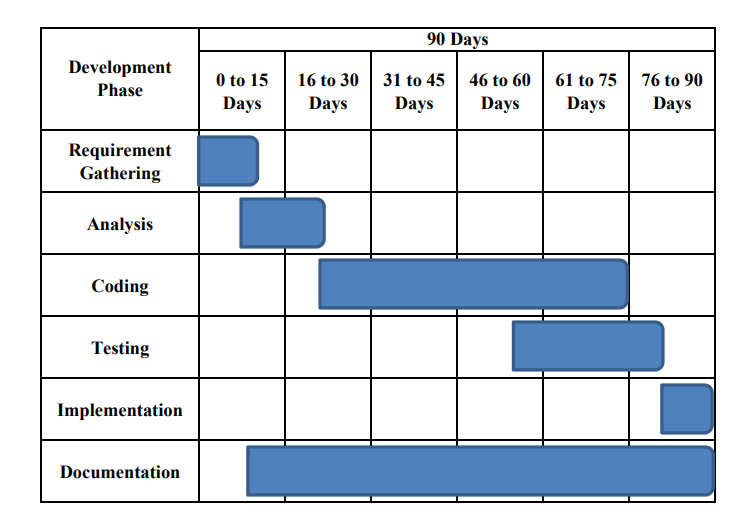 90 Days
Development
Phase
0 to 15
Days
16 to 30
Days
31 to 45
Days
46 to 60
Days
61 to 75
Days
76 to 90
Days
Requirement
Gathering
Analysis
Coding
Testing
Implementation
Documentation